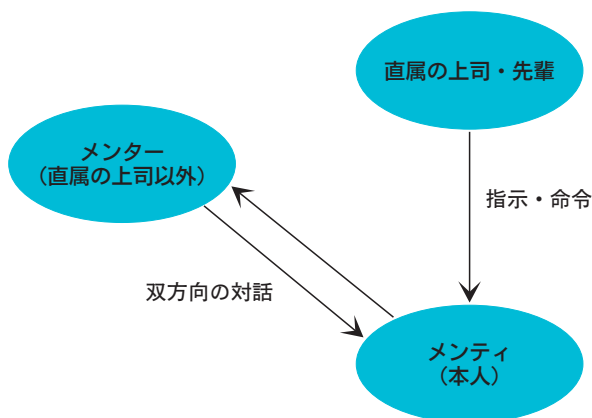 直属の上司・先輩
メンター
（直属の上司以外）
指示・命令
双方向の対話
メンティ
（本人）